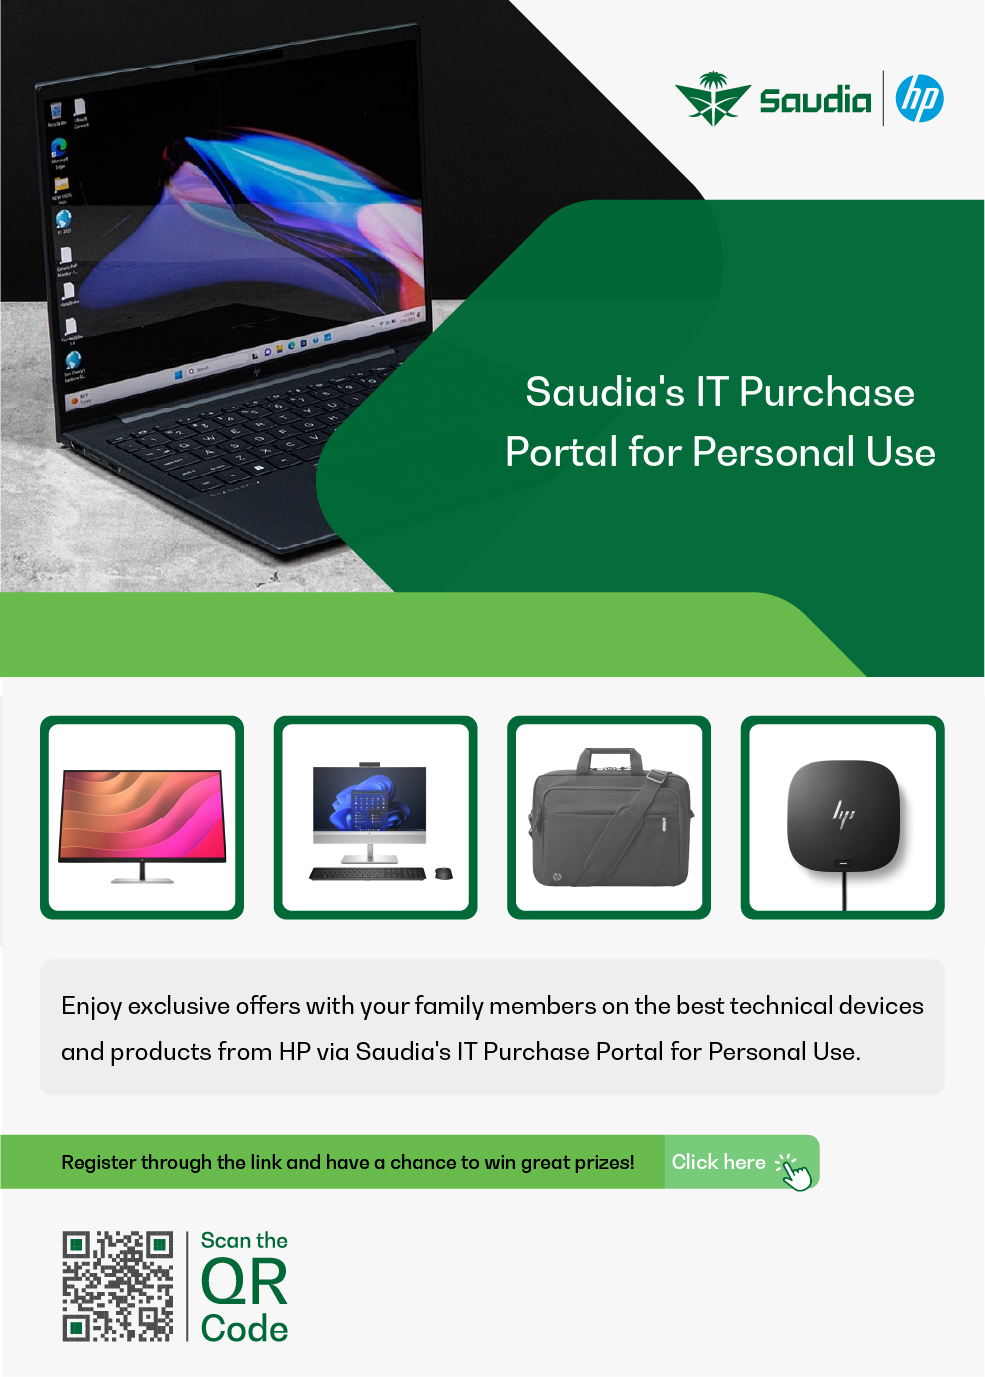 Saudia
hp
Saudia's IT Purchase
Portal for Personal Use
Enjoy exclusive offers with your family members on the best technical devices
and products from HP via Saudia's IT Purchase Portal for Personal Use.
Register through the link and have a chance to win great prizes!
Click here
Scan the
QR
Code